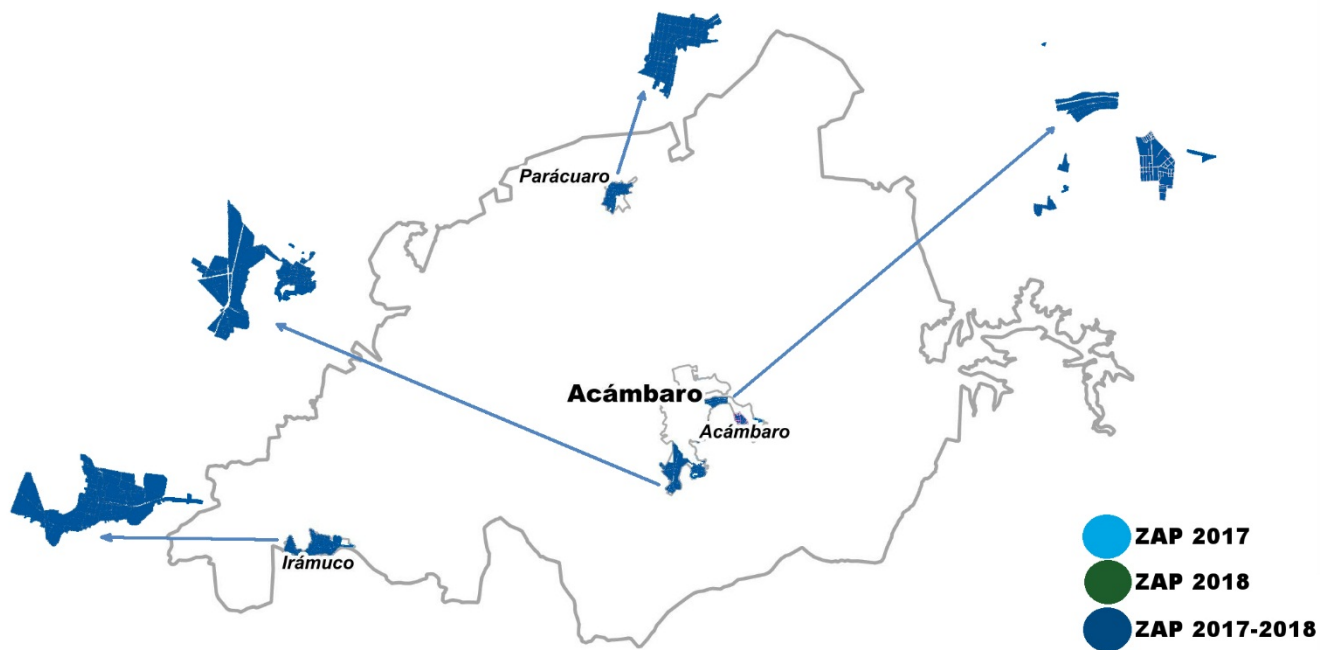 Parácuaro
Acámbaro
Acámbaro
Irámuco
ZAP 2017
ZAP 2018
ZAP 2017-2018